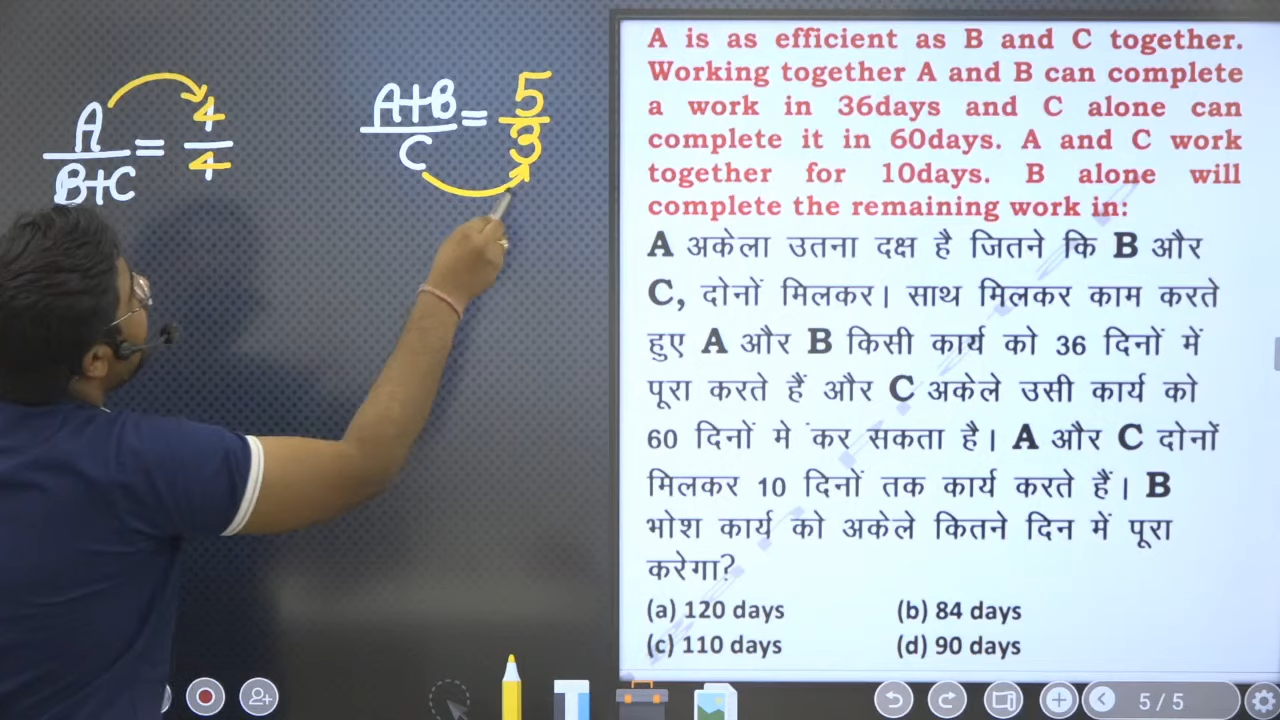 A/B+C = 4/4
A+B/C = 5/3
A is as efficient as B and C together.
Working together A and B can complete
a work in 36days and C alone can
complete it in 60days. A and C work
together for 10days. B alone will
complete the remaining work in:
A अकेला उतना दक्ष है जितने कि B और
C, दोनों मिलकर। साथ मिलकर काम करते
हुए A और B किसी कार्य को 36 दिनों में
पूरा करते हैं और C अकेले उसी कार्य को
60 दिनों मे कर सकता है। A और C दोनों
मिलकर 10 दिनों तक कार्य करते हैं। B
भोश कार्य को अकेले कितने दिन में पूरा
करेगा?
(a) 120 days (b) 84 days
(c) 110 days (d) 90 days
5 / 5